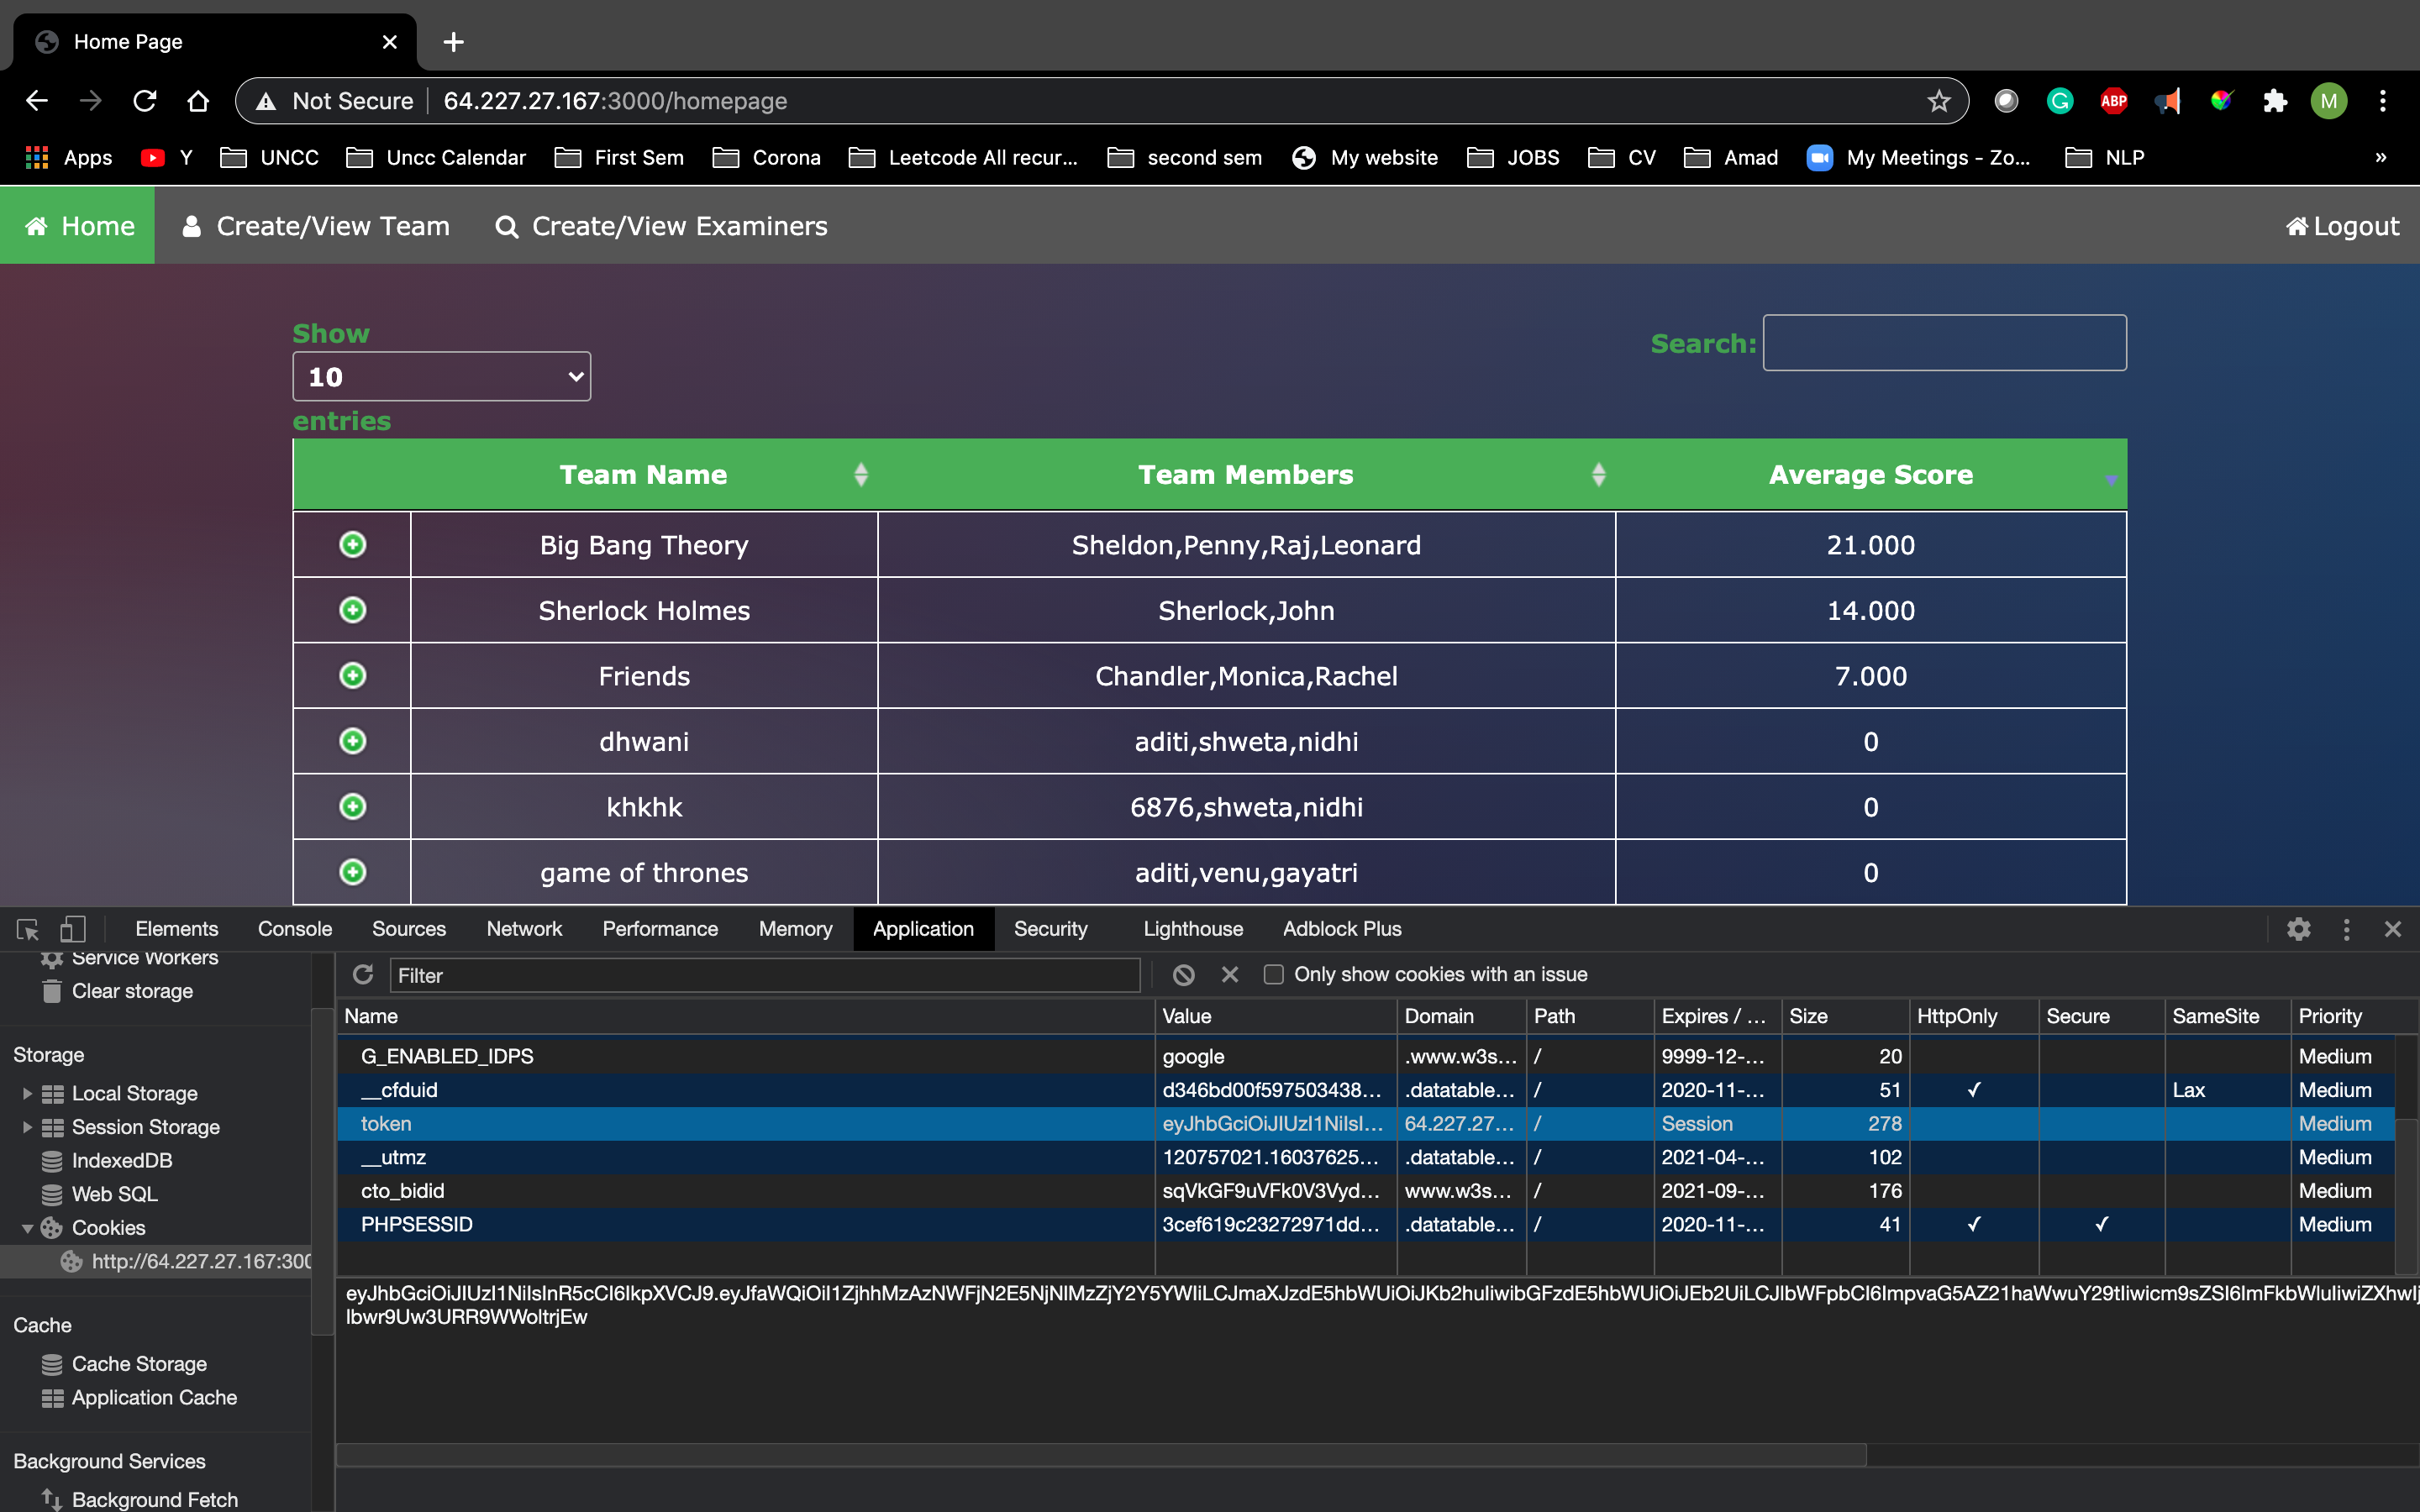 Home Page
Not Secure 64.227.27.167:3000/homepage ABP M
Apps Y UNCC Uncc Calendar First Sem Corona Leetcode All recur... second sem My website JOBS CV Amad My Meetings - Zo... NLP »
Home Create/View Team Create/View Examiners Logout
Show
10
entries
Search:
Team Name Team Members Average Score
Big Bang Theory Sheldon,Penny,Raj,Leonard 21.000
Sherlock Holmes Sherlock,John 14.000
Friends Chandler,Monica,Rachel 7.000
dhwani aditi,shweta,nidhi 0
khkhk 6876,shweta,nidhi 0
game of thrones aditi,venu,gayatri 0
Elements Console Sources Network Performance Memory Application Security Lighthouse Adblock Plus
Service Workers
Clear storage
Storage
Local Storage
Session Storage
IndexedDB
Web SQL
Cookies
http://64.227.27.167:300
Cache
Cache Storage
Application Cache
Background Services
Background Fetch
Filter Only show cookies with an issue
Name Value Domain Path Expires / ... Size HttpOnly Secure SameSite Priority
G_ENABLED_IDPS google .www.w3s... / 9999-12-... 20 Medium
__cfduid d346bd00f597503438... .datatable... / 2020-11-... 51 ✓ Lax Medium
token eyJhbGciOiJIUzI1NiIsI... 64.227.27... / Session 278 Medium
__utmz 120757021.16037625... .datatable... / 2021-04-... 102 Medium
cto_bidid sqVkGF9uVFk0V3Vyd... www.w3s... / 2021-09-... 176 Medium
PHPSESSID 3cef619c23272971dd... .datatable... / 2020-11-... 41 ✓ ✓ Medium